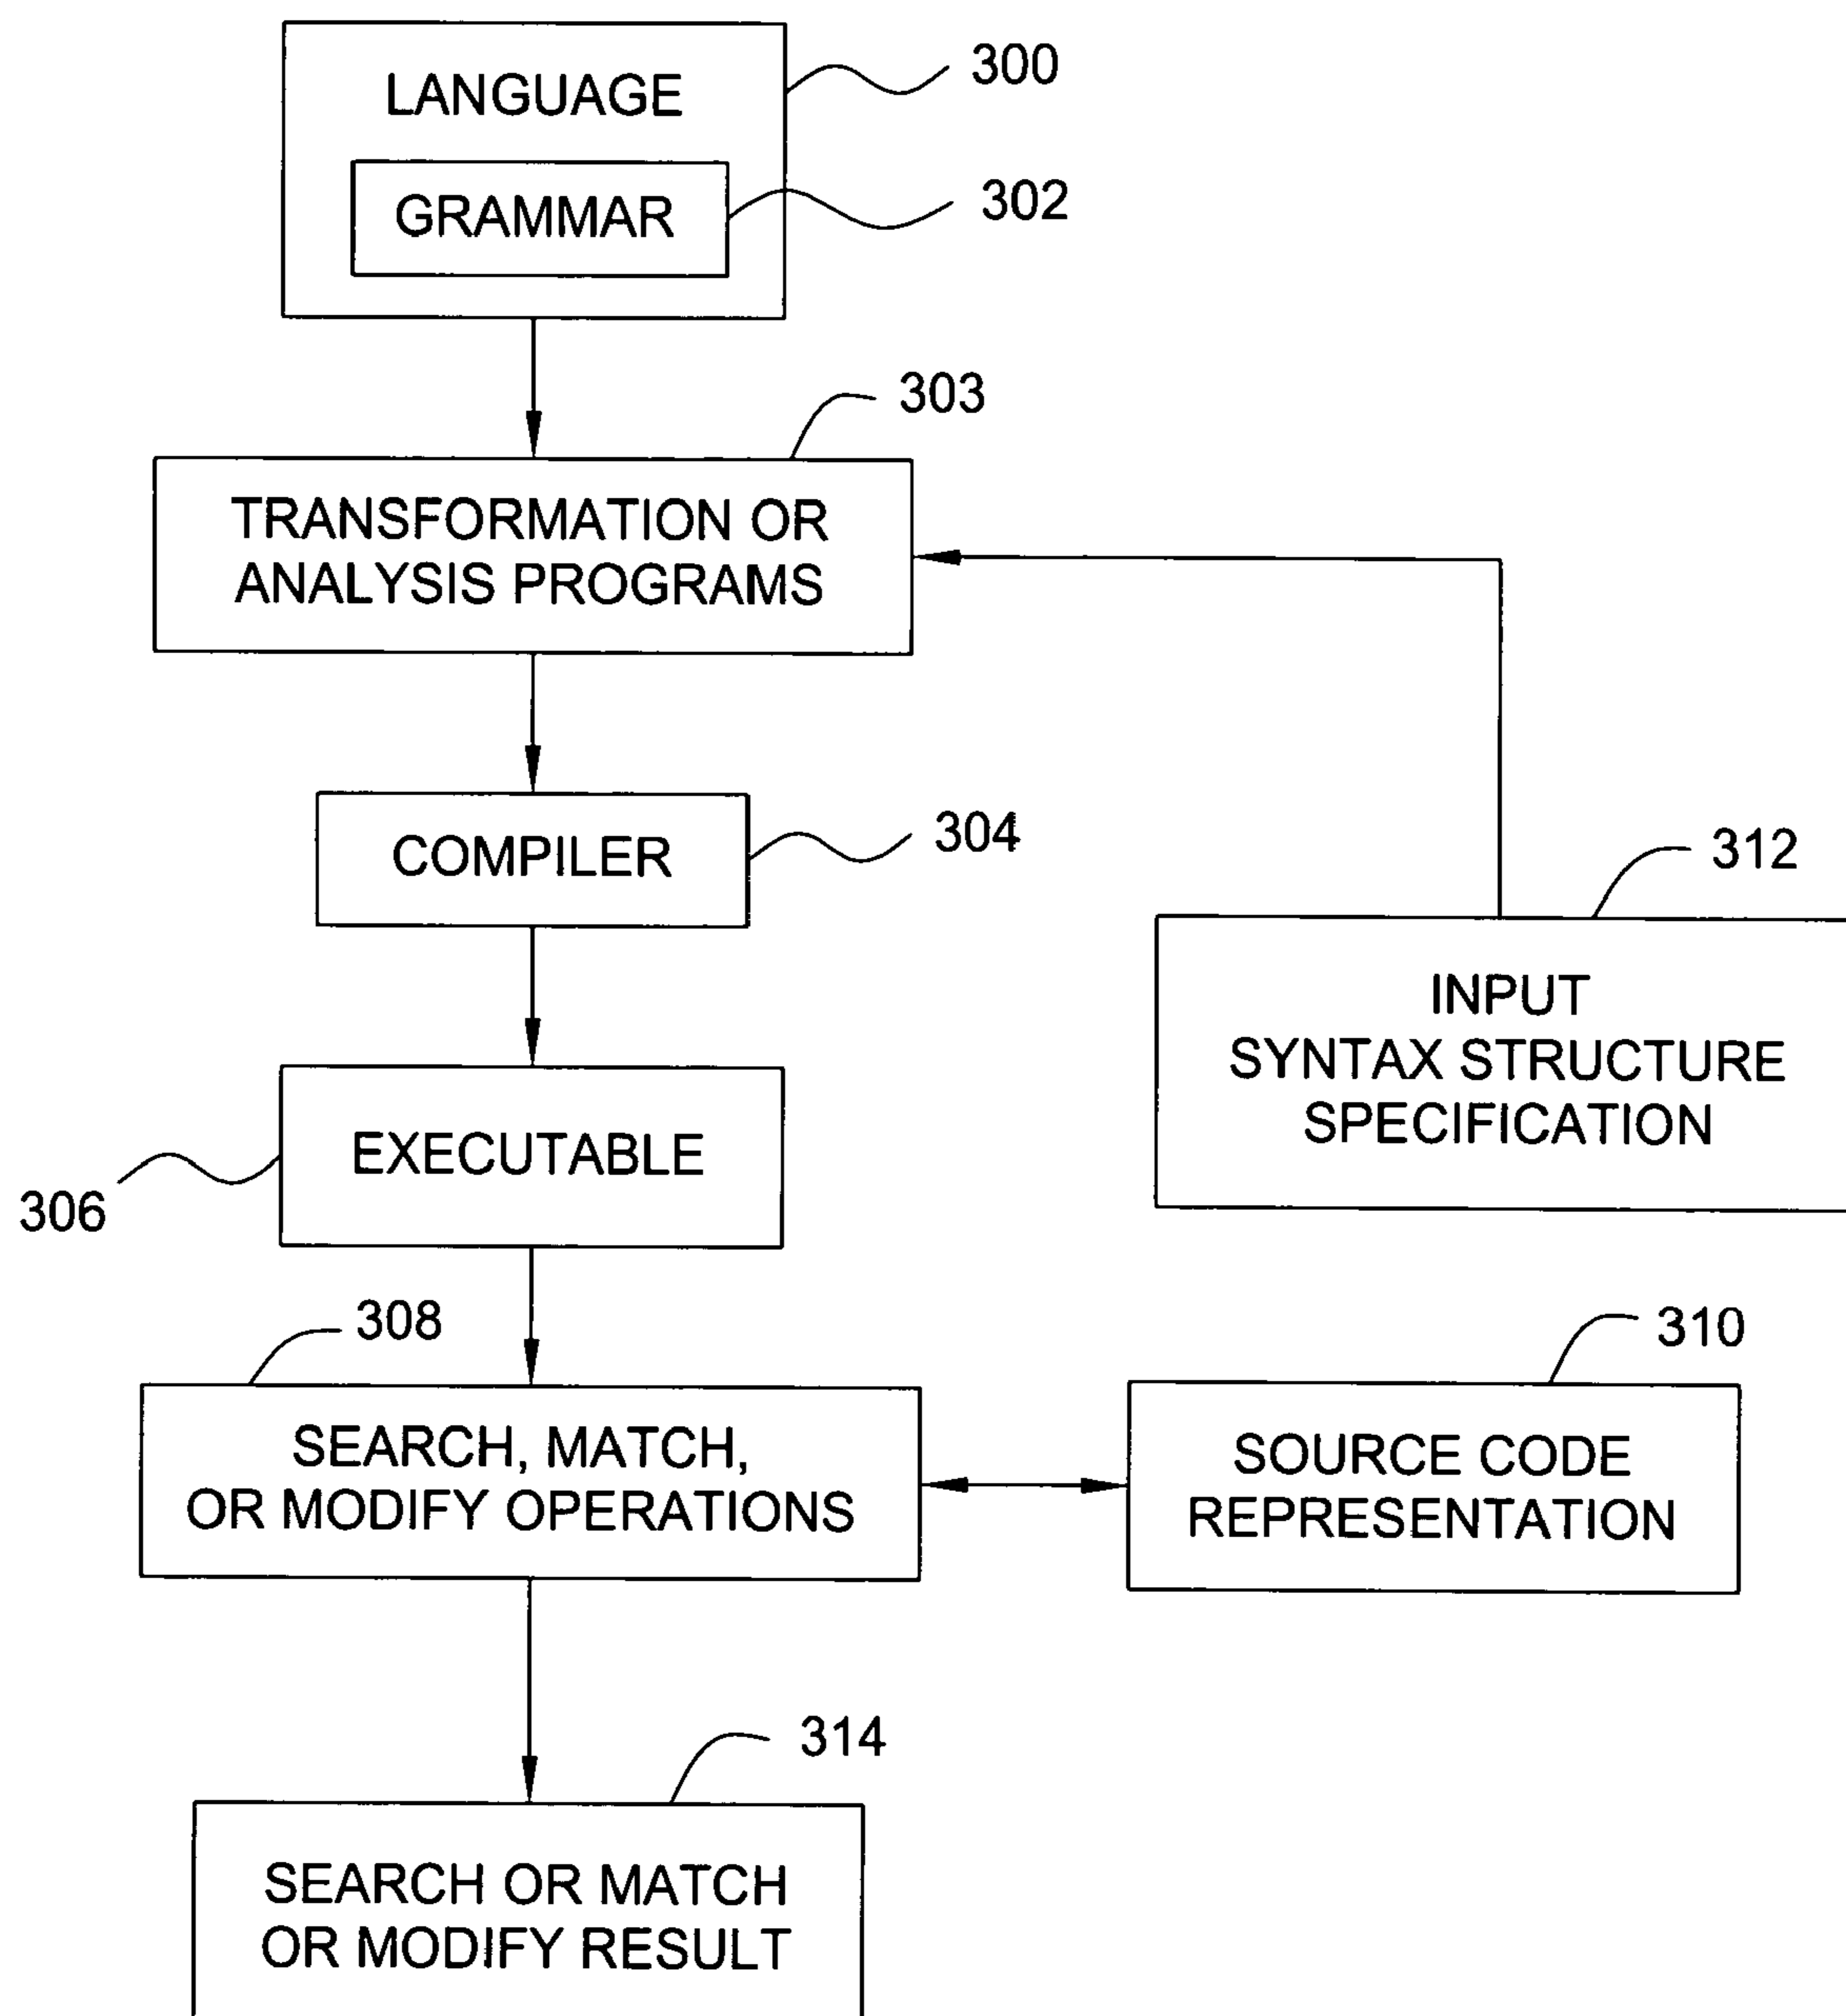 300
LANGUAGE
302
GRAMMAR
303
TRANSFORMATION OR
ANALYSIS PROGRAMS
304
COMPILER
312
INPUT
SYNTAX STRUCTURE
SPECIFICATION
EXECUTABLE
306
308
310
SEARCH, MATCH,
OR MODIFY OPERATIONS
SOURCE CODE
REPRESENTATION
314
SEARCH OR MATCH
OR MODIFY RESULT